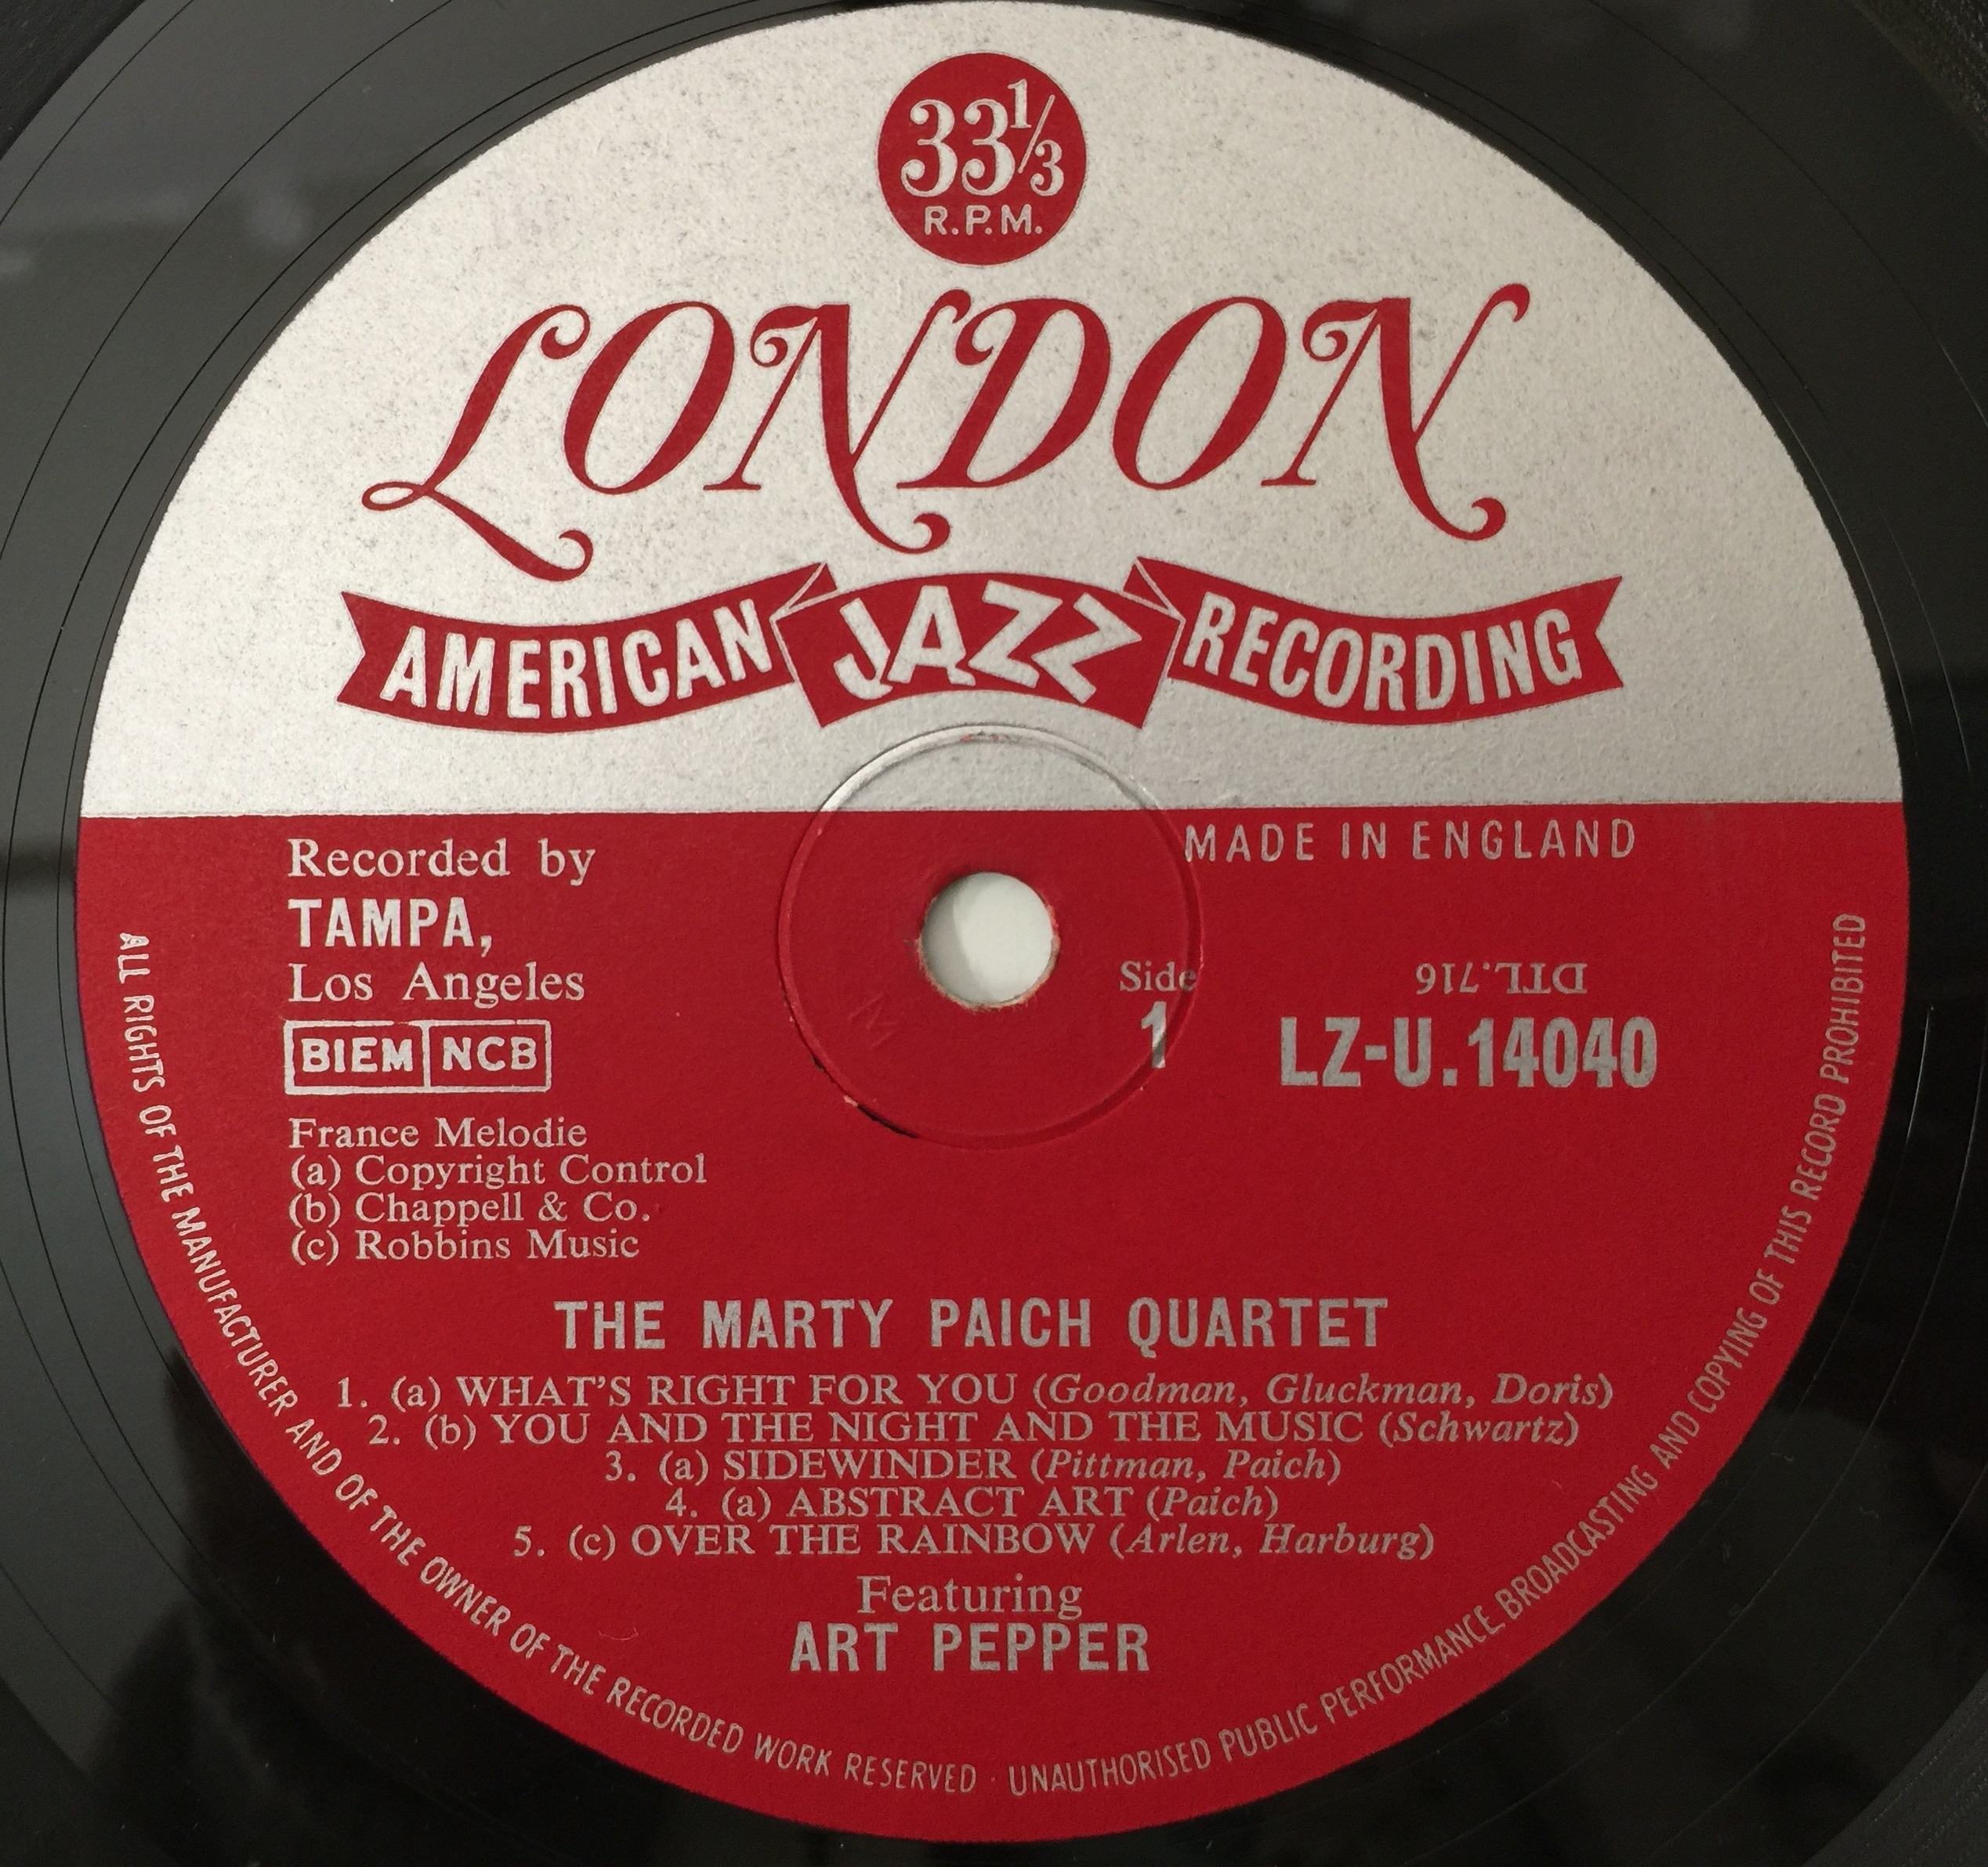 33 1/3
R.P.M.
LONDON
AMERICAN JAZZ RECORDING
MADE IN ENGLAND
Recorded by
TAMPA,
Los Angeles
BIEM NCB
Side
1
DTL.716
LZ-U.14040
France Melodie
(a) Copyright Control
(b) Chappell & Co.
(c) Robbins Music
THE MARTY PAICH QUARTET
1. (a) WHAT'S RIGHT FOR YOU (Goodman, Gluckman, Doris)
2. (b) YOU AND THE NIGHT AND THE MUSIC (Schwartz)
3. (a) SIDEWINDER (Pittman, Paich)
4. (a) ABSTRACT ART (Paich)
5. (c) OVER THE RAINBOW (Arlen, Harburg)
Featuring
ART PEPPER
ALL RIGHTS OF THE MANUFACTURER AND OF THE OWNER OF THE RECORDED WORK RESERVED · UNAUTHORISED PUBLIC PERFORMANCE BROADCASTING AND COPYING OF THIS RECORD PROHIBITED